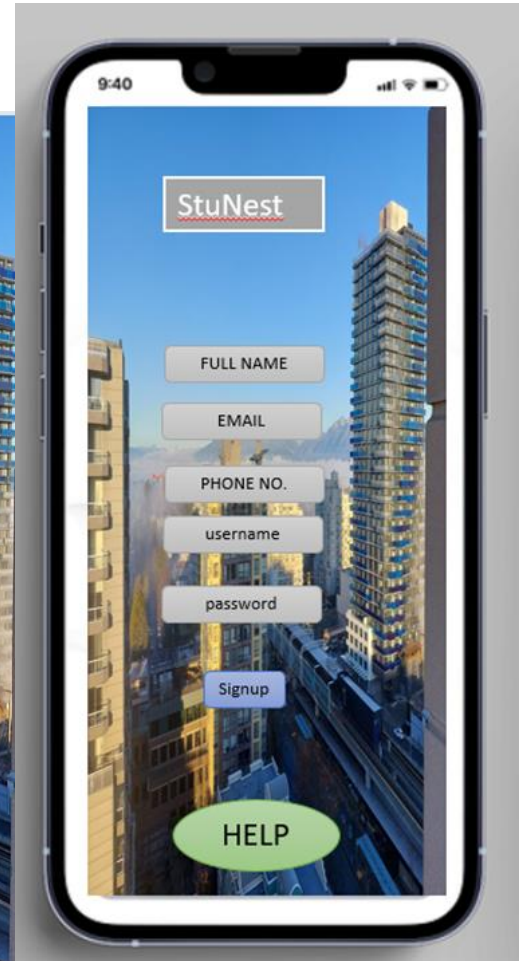 9:40
StuNest
FULL NAME
EMAIL
PHONE NO.
username
password
Signup
HELP